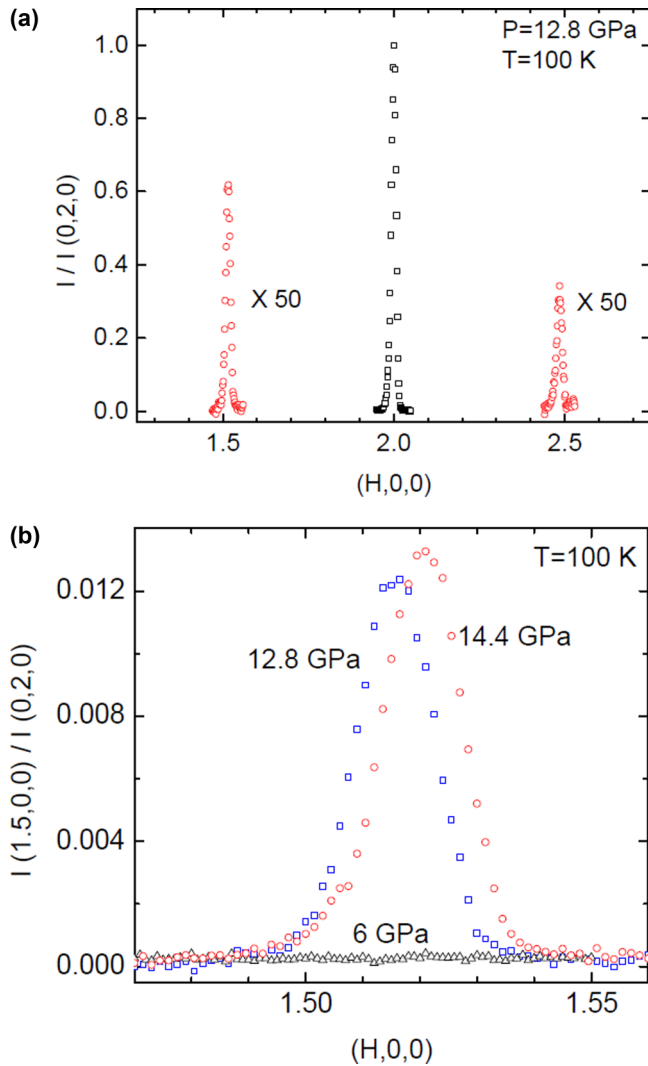 (a)
P=12.8 GPa
T=100 K
1.0
0.8
0.6
0.4
0.2
0.0
I / I (0,2,0)
X 50
X 50
1.5
2.0
2.5
(H,0,0)
(b)
T=100 K
0.012
0.008
0.004
0.000
I (1.5,0,0) / I (0,2,0)
12.8 GPa
14.4 GPa
6 GPa
1.50
1.55
(H,0,0)